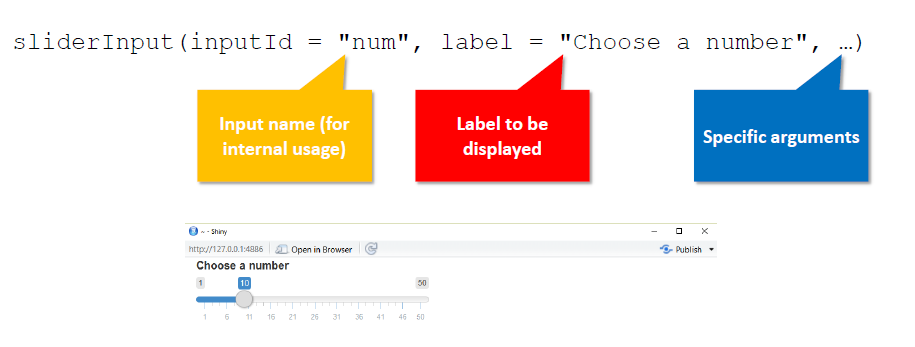 sliderInput(inputId = "num", label = "Choose a number", …)
Input name (for
internal usage)
Label to be
displayed
Specific arguments
~ - Shiny
http://127.0.0.1:4886 Open in Browser Publish
Choose a number
1 10 50
1 6 11 16 21 26 31 36 41 46 50